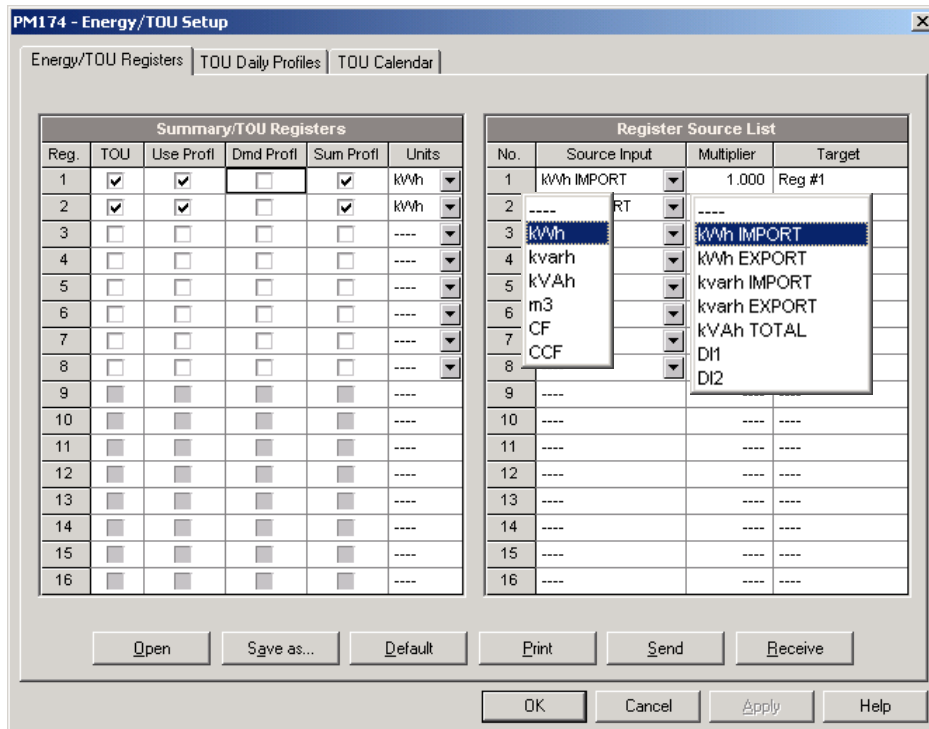 PM174 - Energy/TOU Setup
Energy/TOU Registers TOU Daily Profiles TOU Calendar
Summary/TOU Registers Register Source List
Reg. TOU Use Profl Dmd Profl Sum Profl Units No. Source Input Multiplier Target
1 kWh 1 kWh IMPORT 1.000 Reg #1
2 kWh 2 ---- RT ----
3 ---- 3 kWh kWh IMPORT
4 ---- 4 kvarh kWh EXPORT
5 ---- 5 kVAh kvarh IMPORT
6 ---- 6 m3 kvarh EXPORT
7 ---- 7 CF kVAh TOTAL
8 ---- 8 CCF DI1
DI2
9 ---- 9 ---- ---- ----
10 ---- 10 ---- ---- ----
11 ---- 11 ---- ---- ----
12 ---- 12 ---- ---- ----
13 ---- 13 ---- ---- ----
14 ---- 14 ---- ---- ----
15 ---- 15 ---- ---- ----
16 ---- 16 ---- ---- ----
Open Save as... Default Print Send Receive
OK Cancel Apply Help